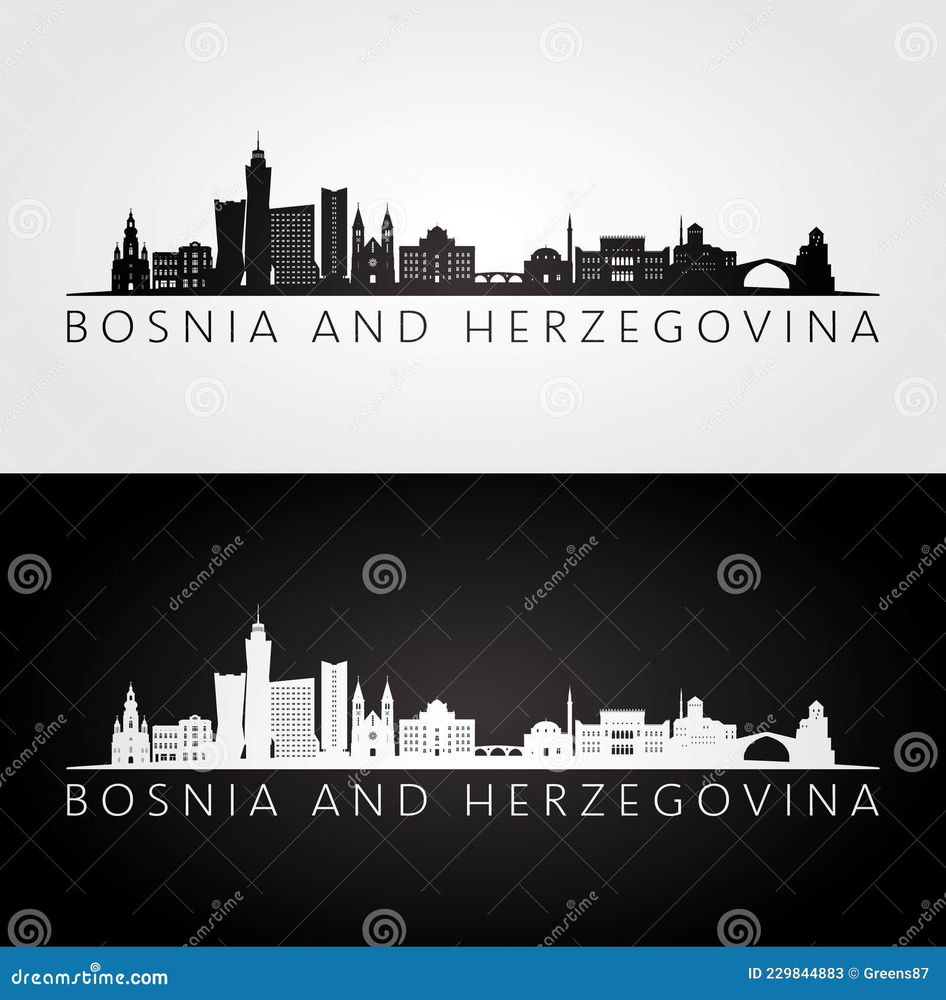 BOSNIA AND HERZEGOVINA
BOSNIA AND HERZEGOVINA
dreamstime.com
ID 229844883 © Greens87